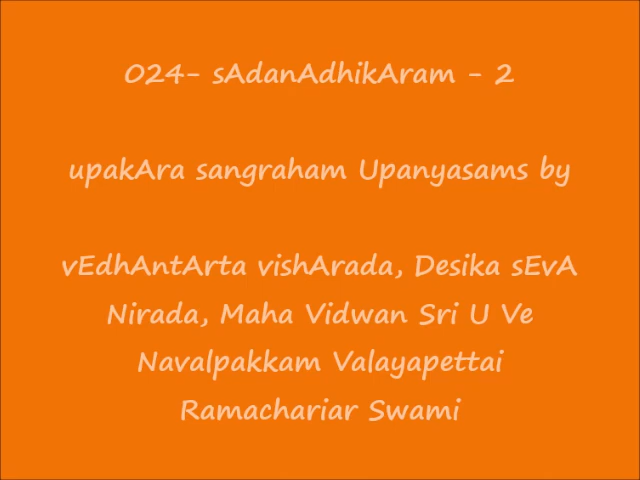 024- sAdanAdhikAram - 2
upakAra sangraham Upanyasams by
vEdhAntArta vishArada, Desika sEvA
Nirada, Maha Vidwan Sri U Ve
Navalpakkam Valayapettai
Ramachariar Swami